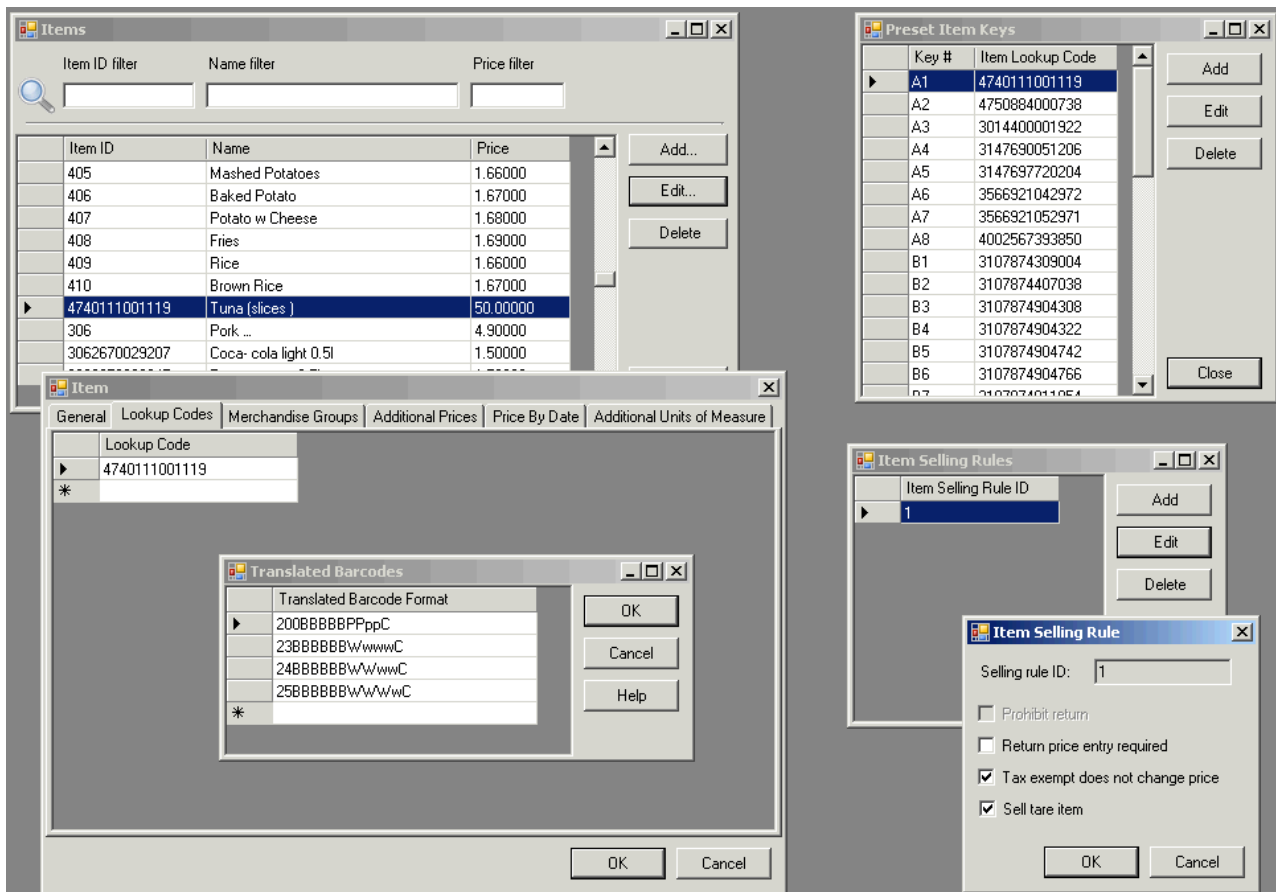 Items
Item ID filter Name filter Price filter
Item ID Name Price
405 Mashed Potatoes 1.66000
406 Baked Potato 1.67000
407 Potato w Cheese 1.68000
408 Fries 1.69000
409 Rice 1.66000
410 Brown Rice 1.67000
4740111001119 Tuna (slices ) 50.00000
306 Pork ... 4.90000
3062670029207 Coca- cola light 0.5l 1.50000
Add...
Edit...
Delete
Preset Item Keys
Key # Item Lookup Code
A1 4740111001119
A2 4750884000738
A3 3014400001922
A4 3147690051206
A5 3147697720204
A6 3566921042972
A7 3566921052971
A8 4002567393850
B1 3107874309004
B2 3107874407038
B3 3107874904308
B4 3107874904322
B5 3107874904742
B6 3107874904766
Add
Edit
Delete
Close
Item
General Lookup Codes Merchandise Groups Additional Prices Price By Date Additional Units of Measure
Lookup Code
4740111001119
Translated Barcodes
Translated Barcode Format
200BBBBBPPppC
23BBBBBBWwwwC
24BBBBBBWWwwC
25BBBBBBWWWwC
OK
Cancel
Help
OK Cancel
Item Selling Rules
Item Selling Rule ID
1
Add
Edit
Delete
Item Selling Rule
Selling rule ID: 1
Prohibit return
Return price entry required
Tax exempt does not change price
Sell tare item
OK Cancel